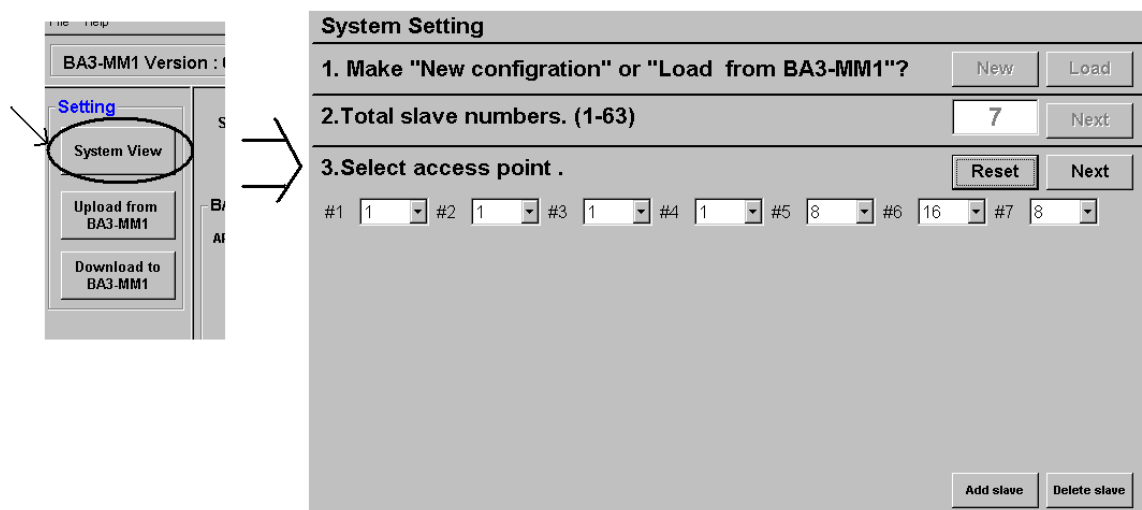 File Help
BA3-MM1 Version :
Setting
System View
Upload from
BA3-MM1
Download to
BA3-MM1
System Setting
1. Make "New configration" or "Load from BA3-MM1"?
New
Load
2.Total slave numbers. (1-63)
7
Next
3.Select access point .
Reset
Next
#1 1 #2 1 #3 1 #4 1 #5 8 #6 16 #7 8
Add slave
Delete slave